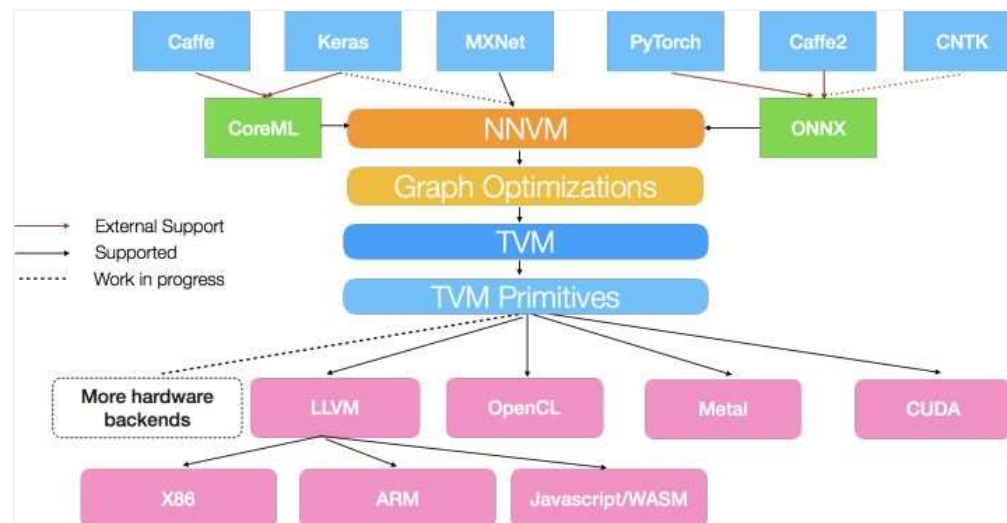 Caffe
Keras
MXNet
PyTorch
Caffe2
CNTK
CoreML
NNVM
ONNX
Graph Optimizations
External Support
TVM
Supported
Work in progress
TVM Primitives
More hardware
backends
LLVM
OpenCL
Metal
CUDA
X86
ARM
Javascript/WASM